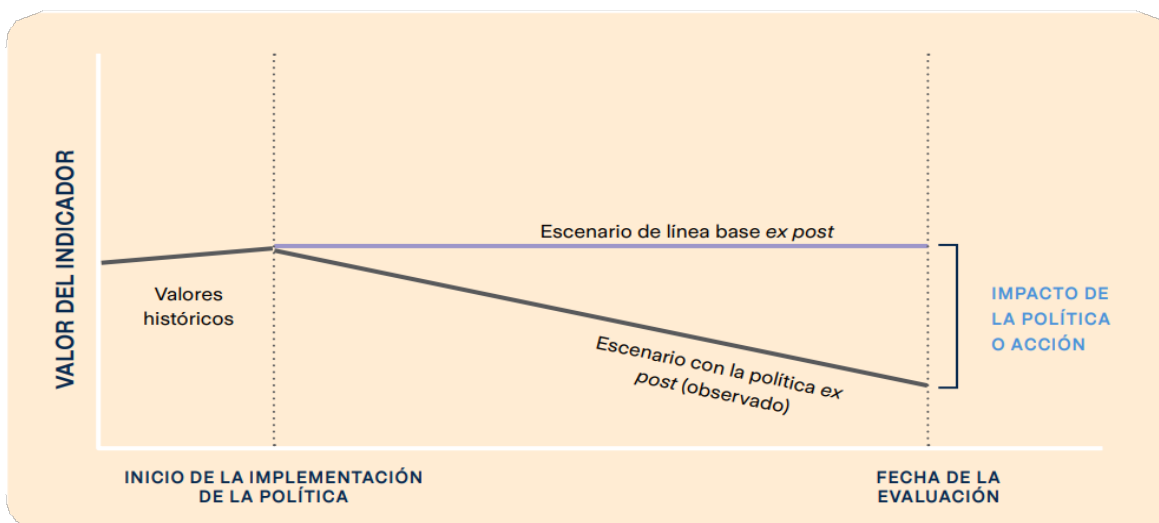 VALOR DEL INDICADOR
Escenario de línea base ex post
Valores
históricos
Escenario con la política ex
post (observado)
IMPACTO DE
LA POLÍTICA
O ACCIÓN
INICIO DE LA IMPLEMENTACIÓN
DE LA POLÍTICA
FECHA DE LA
EVALUACIÓN